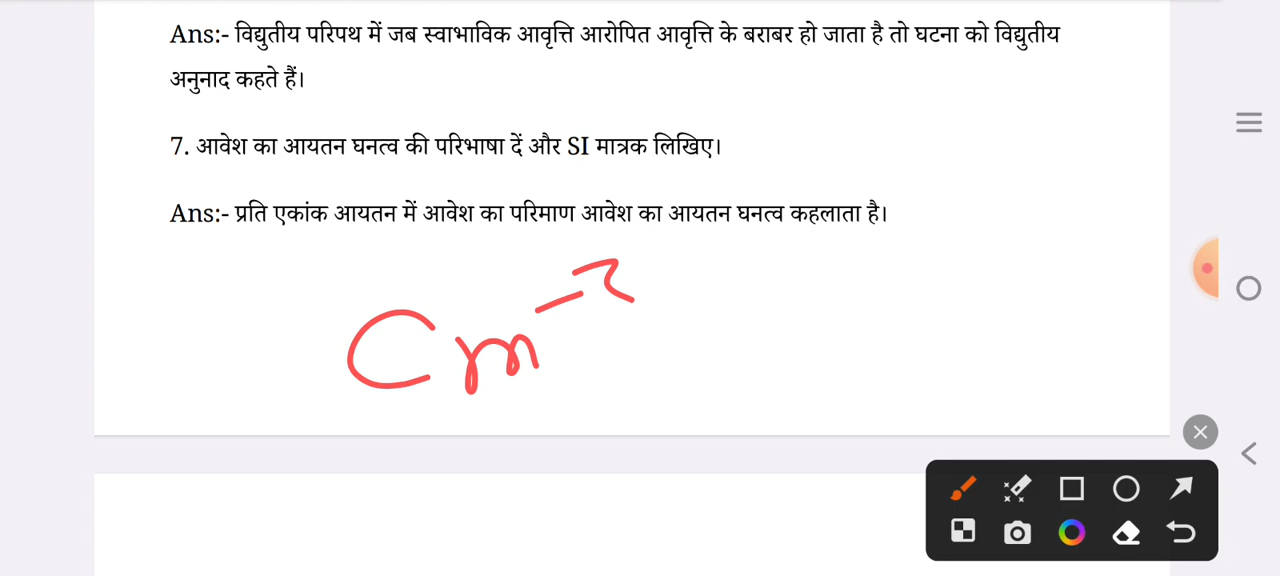 Ans:- विद्युतीय परिपथ में जब स्वाभाविक आवृत्ति आरोपित आवृत्ति के बराबर हो जाता है तो घटना को विद्युतीय
अनुनाद कहते हैं।
7. आवेश का आयतन घनत्व की परिभाषा दें और SI मात्रक लिखिए।
Ans:- प्रति एकांक आयतन में आवेश का परिमाण आवेश का आयतन घनत्व कहलाता है।
Cm